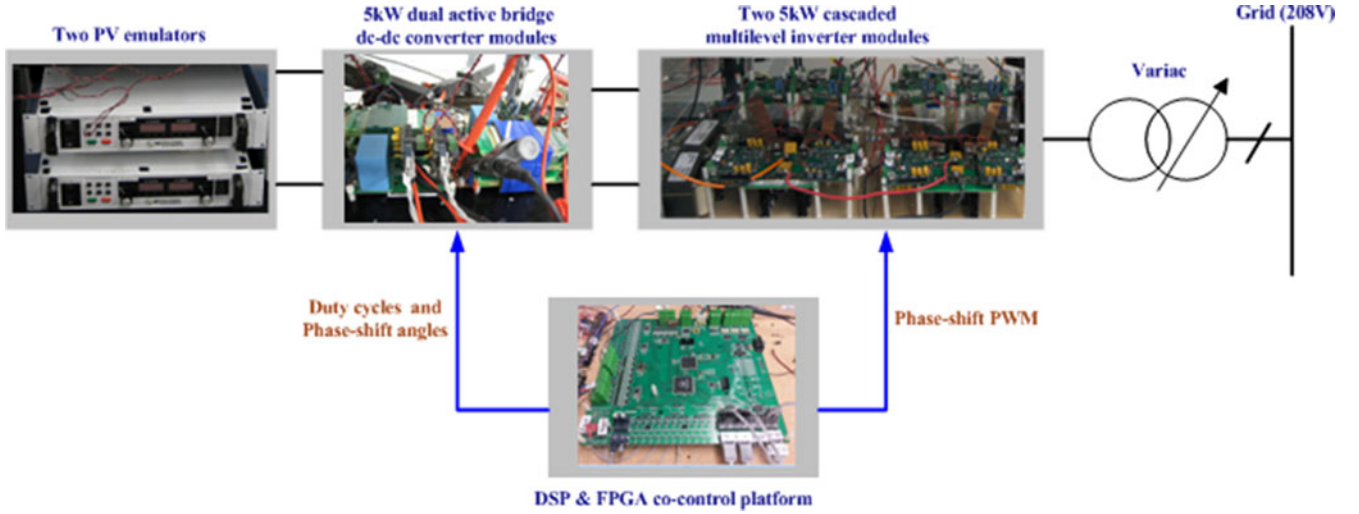 Two PV emulators
5kW dual active bridge
dc-dc converter modules
Two 5kW cascaded
multilevel inverter modules
Grid (208V)
Variac
Duty cycles and
Phase-shift angles
Phase-shift PWM
DSP & FPGA co-control platform